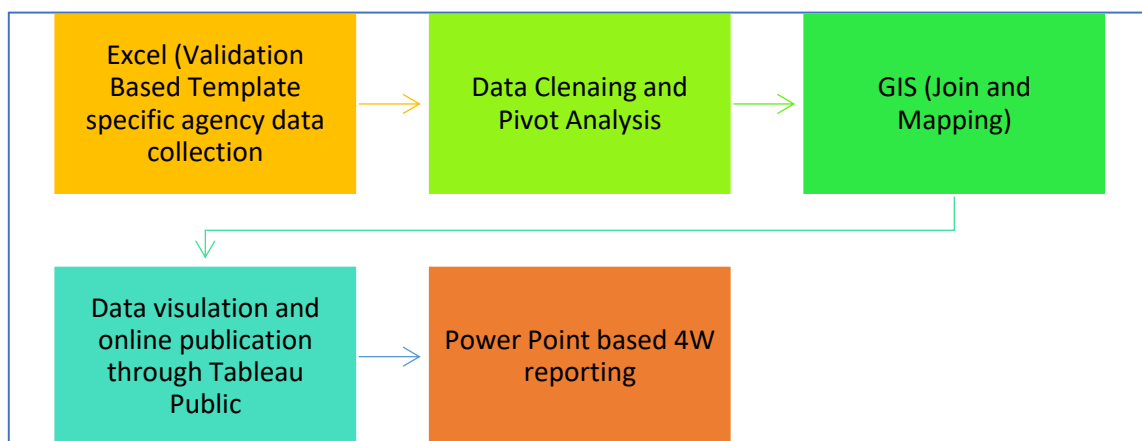 Excel (Validation
Based Template
specific agency data
collection
Data Clenaing and
Pivot Analysis
GIS (Join and
Mapping)
Data visulation and
online publication
through Tableau
Public
Power Point based 4W
reporting